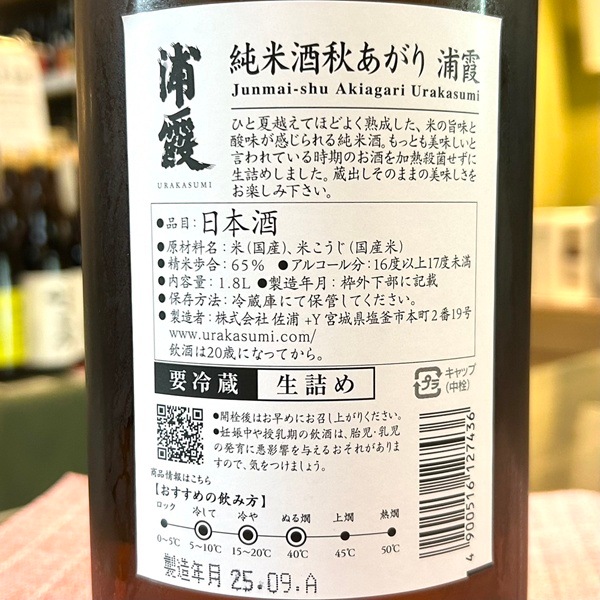 浦霞
URAKASUMI
純米酒秋あがり 浦霞
Junmai-shu Akiagari Urakasumi
ひと夏越えてほどよく熟成した、米の旨味と
酸味が感じられる純米酒。もっとも美味しいと
言われている時期のお酒を加熱殺菌せずに
生詰めしました。蔵出しそのままの美味しさを
お楽しみ下さい。
●品目：日本酒
●原材料名：米（国産）、米こうじ（国産米）
●精米歩合：65％ ●アルコール分：16度以上17度未満
●内容量：1.8L ●製造年月：枠外下部に記載
●保存方法：冷蔵庫にて保管してください。
●製造者：株式会社 佐浦 +Y 宮城県塩釜市本町2番19号
www.urakasumi.com/
飲酒は20歳になってから。
要冷蔵 生詰め
プラ
キャップ
（中栓）
●開栓後はお早めにお召し上がりください。
●妊娠中や授乳期の飲酒は、胎児・乳児
の発育に悪影響を与えるおそれがありま
すので、気をつけましょう。
商品情報はこちら
【おすすめの飲み方】
ロック 冷して 冷や ぬる燗 上燗 熱燗
0〜5℃ 5〜10℃ 15〜20℃ 40℃ 45℃ 50℃
製造年月 25.09.A
4 900516 127436